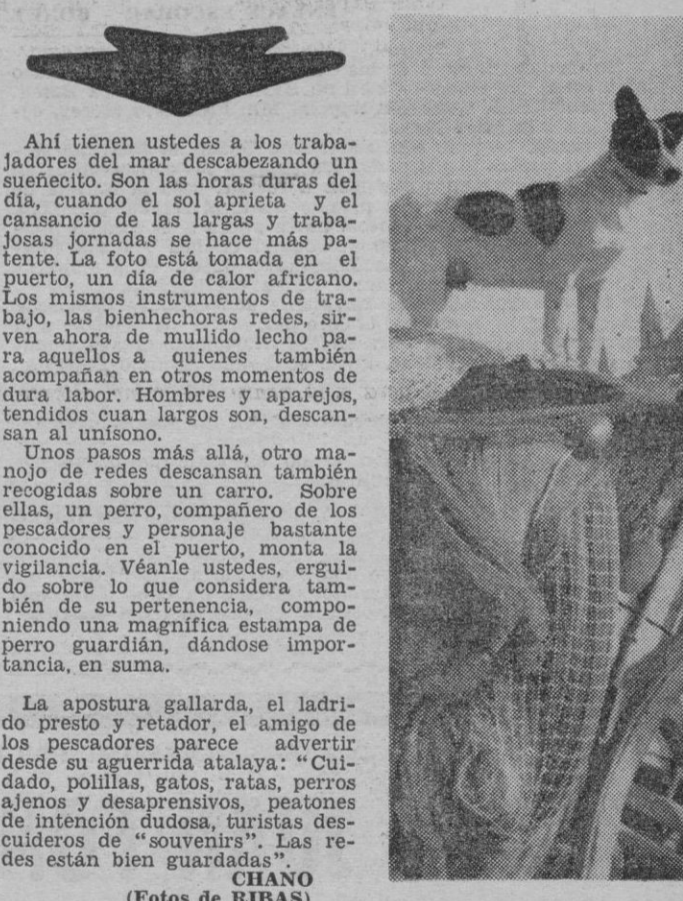 Ahí tienen ustedes a los traba-
jadores del mar descabezando un
sueñecito. Son las horas duras del
día, cuando el sol aprieta y el
cansancio de las largas y traba-
josas jornadas se hace más pa-
tente. La foto está tomada en el
puerto, un día de calor africano.
Los mismos instrumentos de tra-
bajo, las bienhechoras redes, sir-
ven ahora de mullido lecho pa-
ra aquellos a quienes también
acompañan en otros momentos de
dura labor. Hombres y aparejos,
tendidos cuan largos son, descan-
san al unísono.
Unos pasos más allá, otro ma-
nojo de redes descansan también
recogidas sobre un carro. Sobre
ellas, un perro, compañero de los
pescadores y personaje bastante
conocido en el puerto, monta la
vigilancia. Véanle ustedes, ergui-
do sobre lo que considera tam-
bién de su pertenencia, compo-
niendo una magnífica estampa de
perro guardián, dándose impor-
tancia, en suma.
La apostura gallarda, el ladri-
do presto y retador, el amigo de
los pescadores parece advertir
desde su aguerrida atalaya: "Cui-
dado, polillas, gatos, ratas, perros
ajenos y desaprensivos, peatones
de intención dudosa, turistas des-
cuideros de "souvenirs". Las re-
des están bien guardadas".
CHANO
(Fotos de RIBAS)